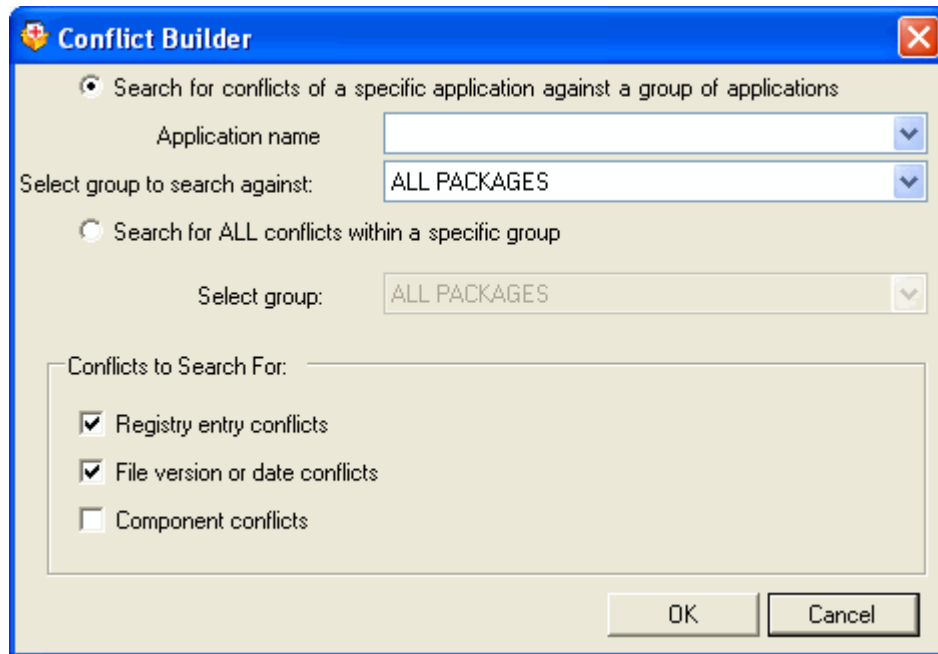 Conflict Builder
Search for conflicts of a specific application against a group of applications
Application name
Select group to search against: ALL PACKAGES
Search for ALL conflicts within a specific group
Select group: ALL PACKAGES
Conflicts to Search For:
Registry entry conflicts
File version or date conflicts
Component conflicts
OK Cancel